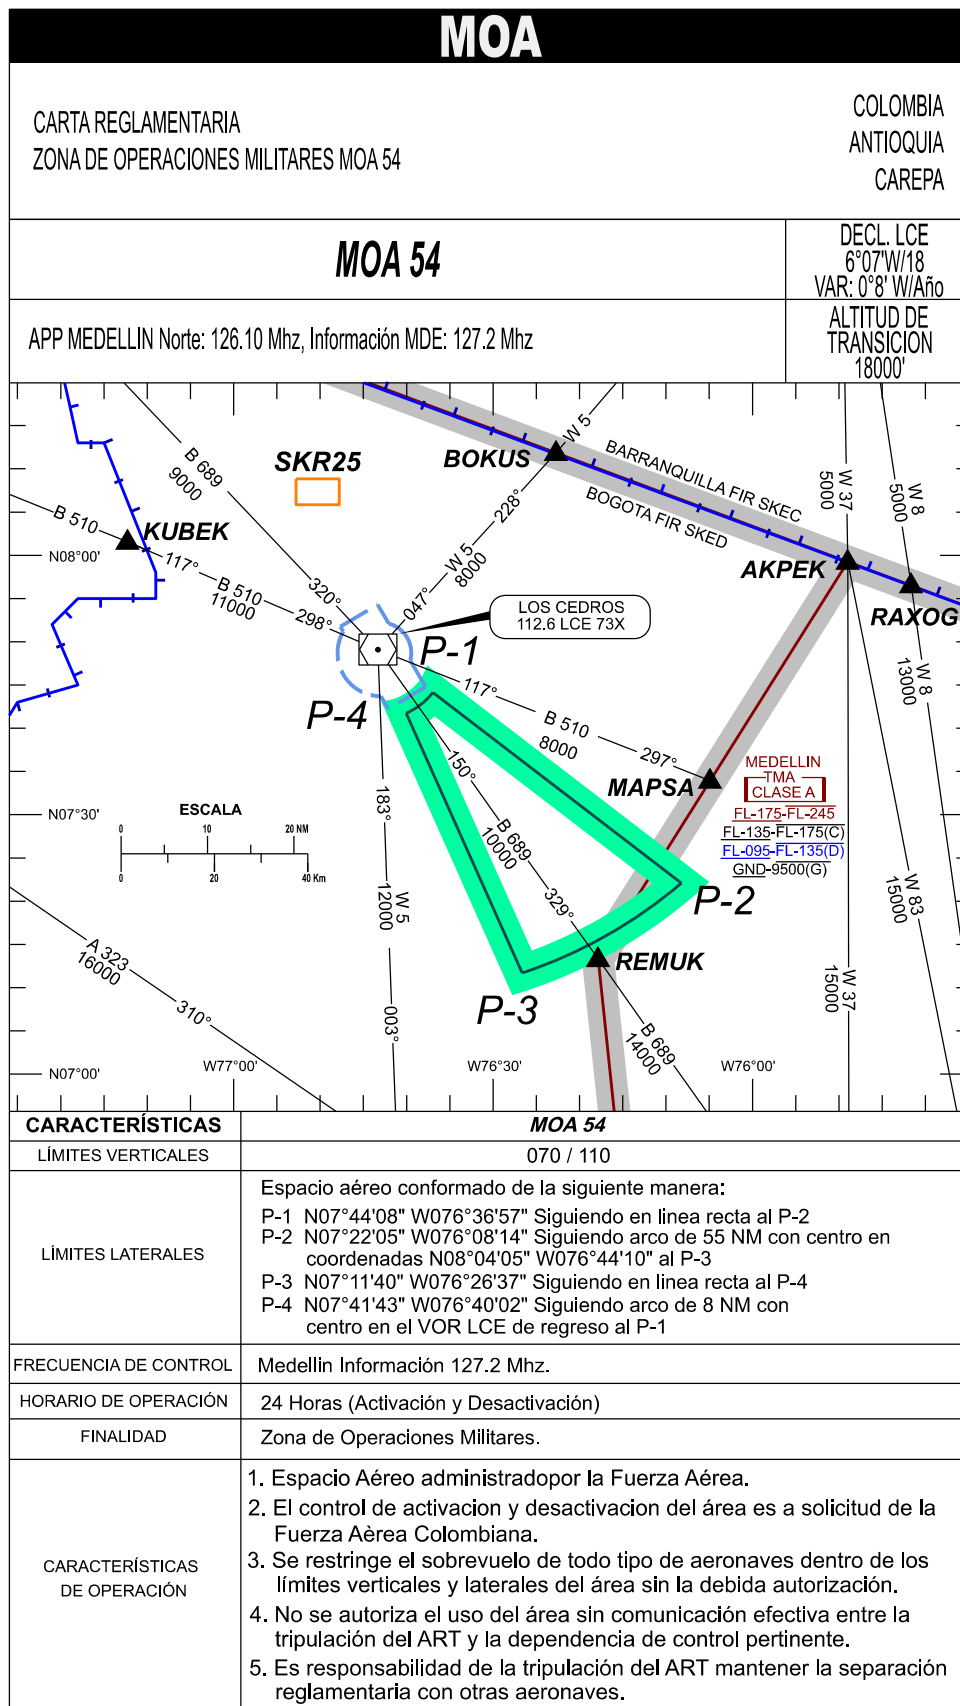 MOA
CARTA REGLAMENTARIA
ZONA DE OPERACIONES MILITARES MOA 54
COLOMBIA
ANTIOQUIA
CAREPA
MOA 54
DECL. LCE
6°07'W/18
VAR: 0°8' W/Año
APP MEDELLIN Norte: 126.10 Mhz, Información MDE: 127.2 Mhz
ALTITUD DE
TRANSICION
18000'
B 689
9000
SKR25
BOKUS
W 5
BARRANQUILLA FIR SKEC
BOGOTA FIR SKED
W 37
5000
W 8
5000
B 510
KUBEK
N08°00'
117°
B 510
11000
298°
320°
228°
W 5
8000
047°
AKPEK
RAXOG
LOS CEDROS
112.6 LCE 73X
P-1
P-4
117°
B 510
8000
297°
MAPSA
W 8
13000
150°
183°
MEDELLIN
TMA
CLASE A
FL-175-FL-245
FL-135-FL-175(C)
FL-095-FL-135(D)
GND-9500(G)
N07°30'
ESCALA
0 10 20 NM
0 20 40 Km
B 689
10000
329°
W 5
12000
P-2
W 83
15000
A 323
16000
310°
REMUK
P-3
003°
W 37
15000
B 689
14000
N07°00'
W77°00'
W76°30'
W76°00'
CARACTERÍSTICAS
MOA 54
LÍMITES VERTICALES
070 / 110
LÍMITES LATERALES
Espacio aéreo conformado de la siguiente manera:
P-1 N07°44'08" W076°36'57" Siguiendo en linea recta al P-2
P-2 N07°22'05" W076°08'14" Siguiendo arco de 55 NM con centro en
coordenadas N08°04'05" W076°44'10" al P-3
P-3 N07°11'40" W076°26'37" Siguiendo en linea recta al P-4
P-4 N07°41'43" W076°40'02" Siguiendo arco de 8 NM con
centro en el VOR LCE de regreso al P-1
FRECUENCIA DE CONTROL
Medellin Información 127.2 Mhz.
HORARIO DE OPERACIÓN
24 Horas (Activación y Desactivación)
FINALIDAD
Zona de Operaciones Militares.
CARACTERÍSTICAS
DE OPERACIÓN
1. Espacio Aéreo administradopor la Fuerza Aérea.
2. El control de activacion y desactivacion del área es a solicitud de la
Fuerza Aèrea Colombiana.
3. Se restringe el sobrevuelo de todo tipo de aeronaves dentro de los
límites verticales y laterales del área sin la debida autorización.
4. No se autoriza el uso del área sin comunicación efectiva entre la
tripulación del ART y la dependencia de control pertinente.
5. Es responsabilidad de la tripulación del ART mantener la separación
reglamentaria con otras aeronaves.